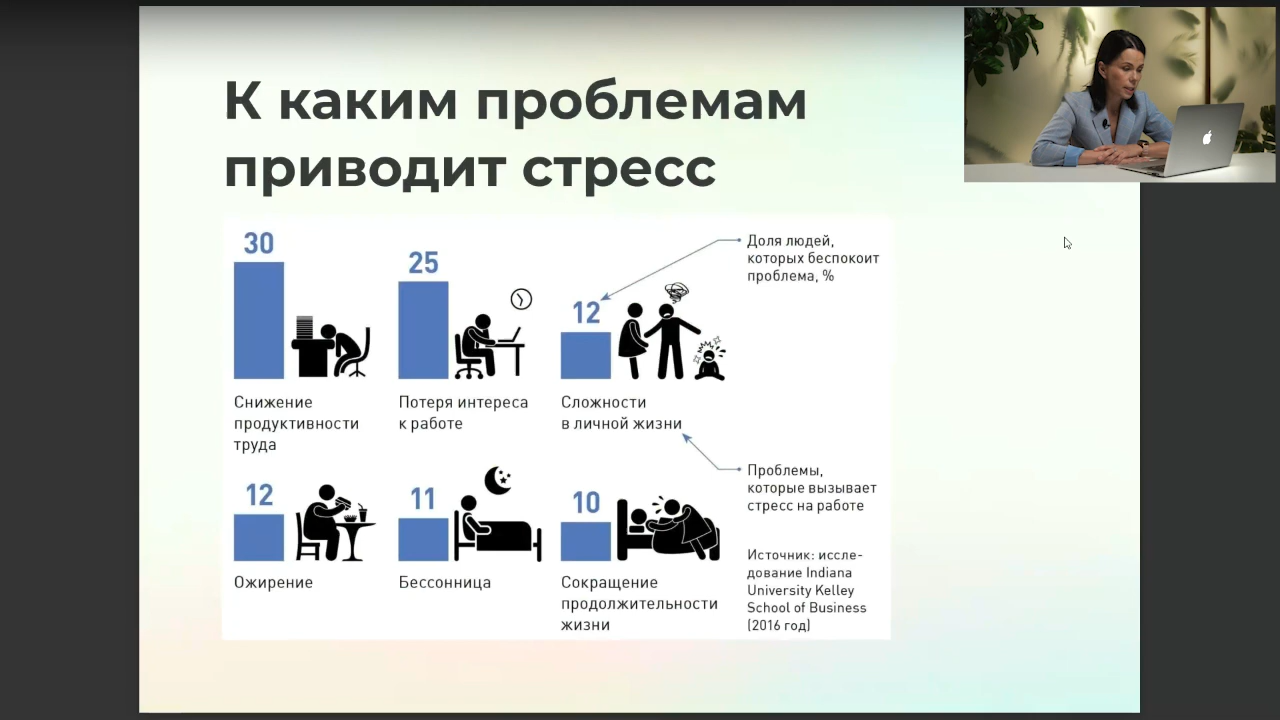 К каким проблемам
приводит стресс
30
25
12
Доля людей,
которых беспокоит
проблема, %
Снижение
продуктивности
труда
Потеря интереса
к работе
Сложности
в личной жизни
12
11
10
Проблемы,
которые вызывает
стресс на работе
Ожирение
Бессонница
Сокращение
продолжительности
жизни
Источник: иссле-
дование Indiana
University Kelley
School of Business
(2016 год)